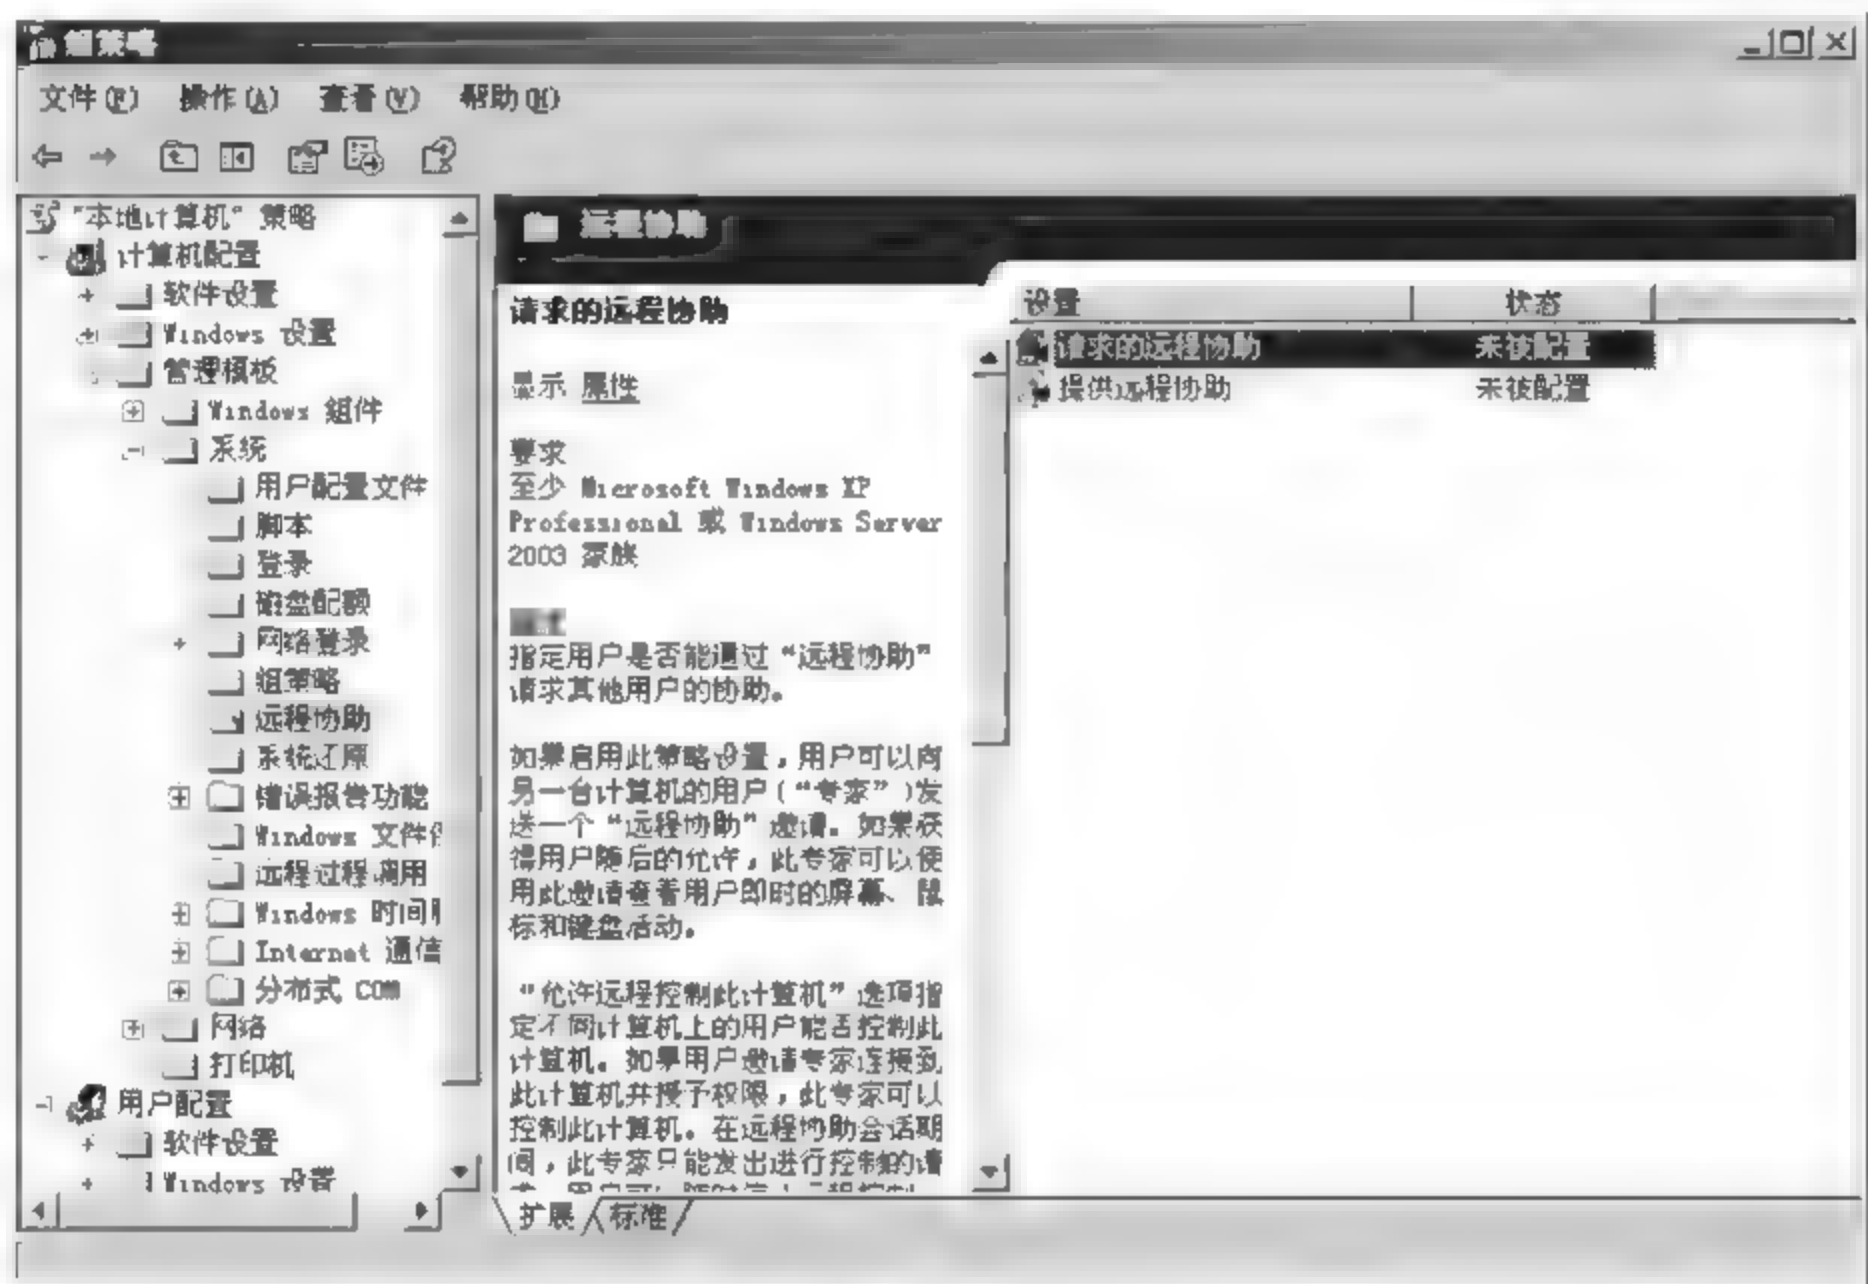 组策略
文件(F) 操作(A) 查看(V) 帮助(H)
"本地计算机" 策略
计算机配置
软件设置
Windows 设置
管理模板
Windows 组件
系统
用户配置文件
脚本
登录
磁盘配额
网络登录
组策略
远程协助
系统还原
错误报告功能
Windows 文件
远程过程调用
Windows 时间
Internet 通信
分布式 COM
网络
打印机
用户配置
软件设置
Windows 设置
远程协助
请求的远程协助
显示 属性
要求
至少 Microsoft Windows XP
Professional 或 Windows Server
2003 家族
指定用户是否能通过“远程协助”
请求其他用户的协助。
如果启用此策略设置，用户可以向
另一台计算机的用户(“专家”)发
送一个“远程协助”邀请。如果获
得用户随后的允许，此专家可以使
用此邀请查看用户即时的屏幕、鼠
标和键盘活动。
“允许远程控制此计算机”选项指
定不同计算机上的用户能否控制此
计算机。如果用户邀请专家连接到
此计算机并授予权限，此专家可以
控制此计算机。在远程协助会话期
间，此专家只能发出进行控制的请
设置 状态
请求的远程协助 未被配置
提供远程协助 未被配置
扩展 标准